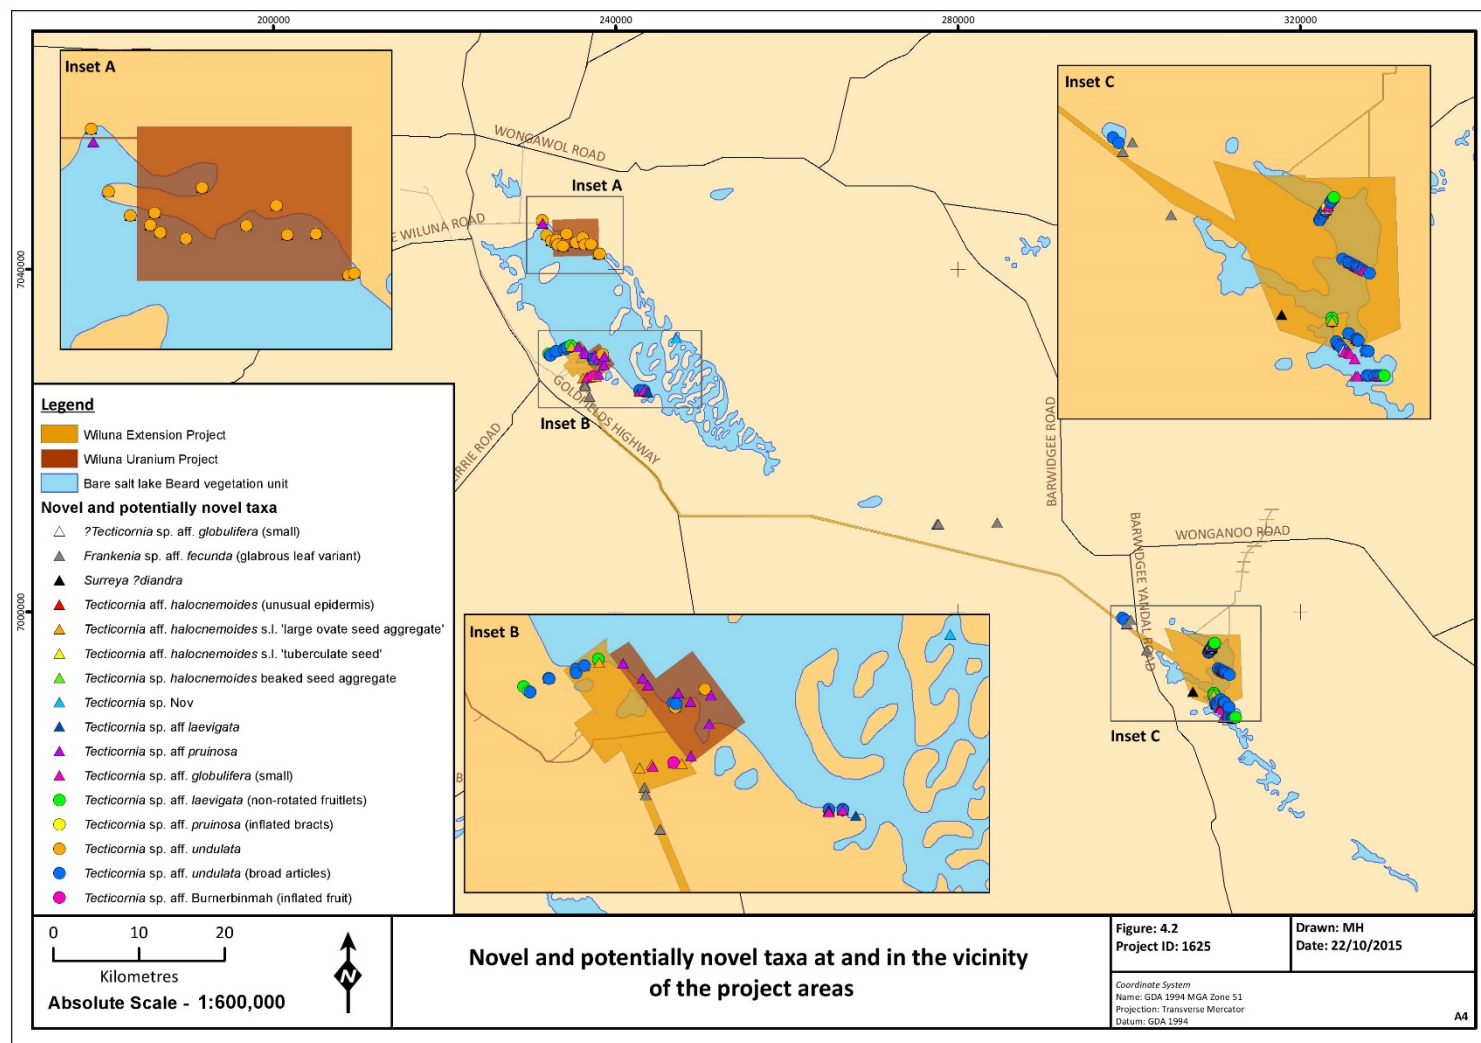 200000
240000
280000
320000
Inset A
Inset C
WONGAWOL ROAD
Inset A
E WILUNA ROAD
7040000
Inset B
GOLDFIELDS HIGHWAY
LIRRIE ROAD
BARWIDGEE ROAD
BARWIDGEE YANDAL ROAD
WONGANOO ROAD
7000000
Inset B
B
Inset C
Legend
Wiluna Extension Project
Wiluna Uranium Project
Bare salt lake Beard vegetation unit
Novel and potentially novel taxa
?Tecticornia sp. aff. globulifera (small)
Frankenia sp. aff. fecunda (glabrous leaf variant)
Surreya ?diandra
Tecticornia aff. halocnemoides (unusual epidermis)
Tecticornia aff. halocnemoides s.l. 'large ovate seed aggregate'
Tecticornia aff. halocnemoides s.l. 'tuberculate seed'
Tecticornia sp. halocnemoides beaked seed aggregate
Tecticornia sp. Nov
Tecticornia sp. aff laevigata
Tecticornia sp. aff pruinosa
Tecticornia sp. aff. globulifera (small)
Tecticornia sp. aff. laevigata (non-rotated fruitlets)
Tecticornia sp. aff. pruinosa (inflated bracts)
Tecticornia sp. aff. undulata
Tecticornia sp. aff. undulata (broad articles)
Tecticornia sp. aff. Burnerbinmah (inflated fruit)
0 10 20
Kilometres
Absolute Scale - 1:600,000
N
Novel and potentially novel taxa at and in the vicinity
of the project areas
Figure: 4.2
Project ID: 1625
Drawn: MH
Date: 22/10/2015
Coordinate System
Name: GDA 1994 MGA Zone 51
Projection: Transverse Mercator
Datum: GDA 1994
A4